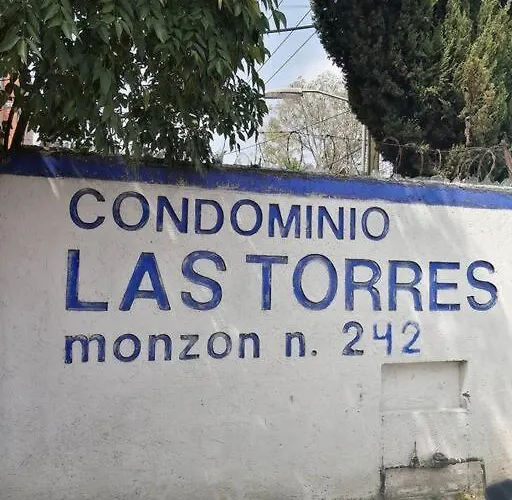 CONDOMINIO
LAS TORRES
monzon n. 242